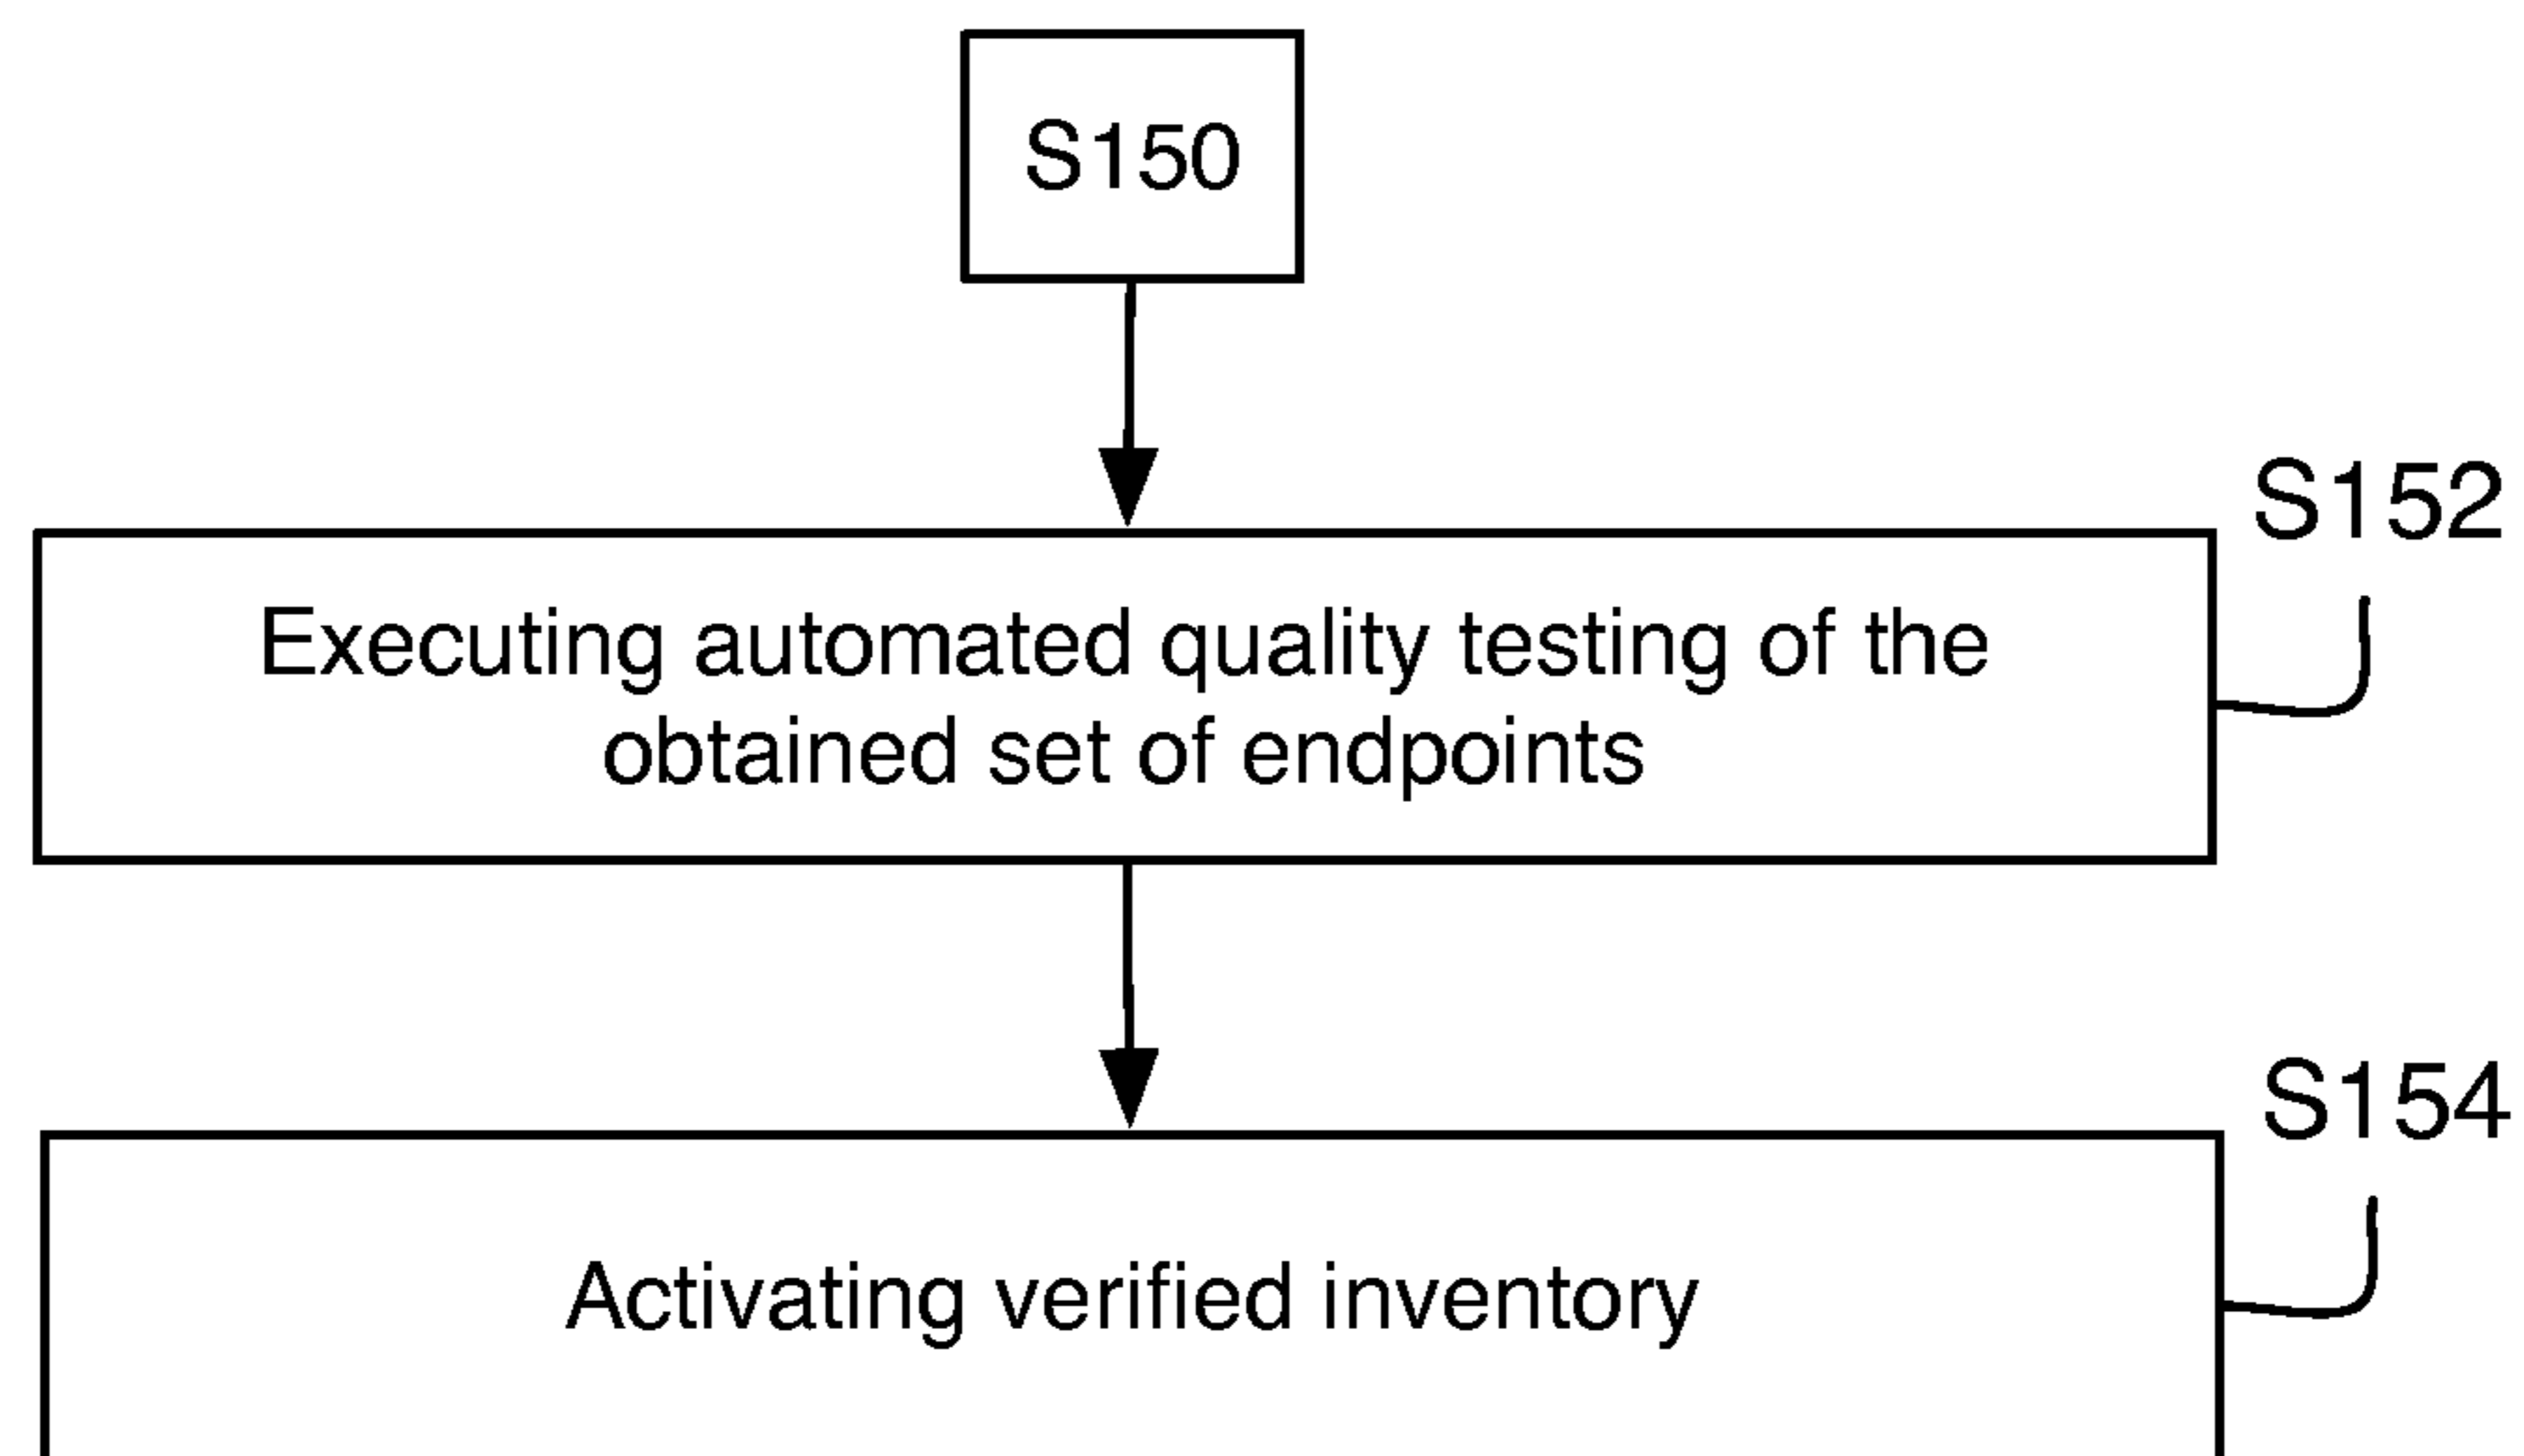 S150
S152
Executing automated quality testing of the
obtained set of endpoints
S154
Activating verified inventory